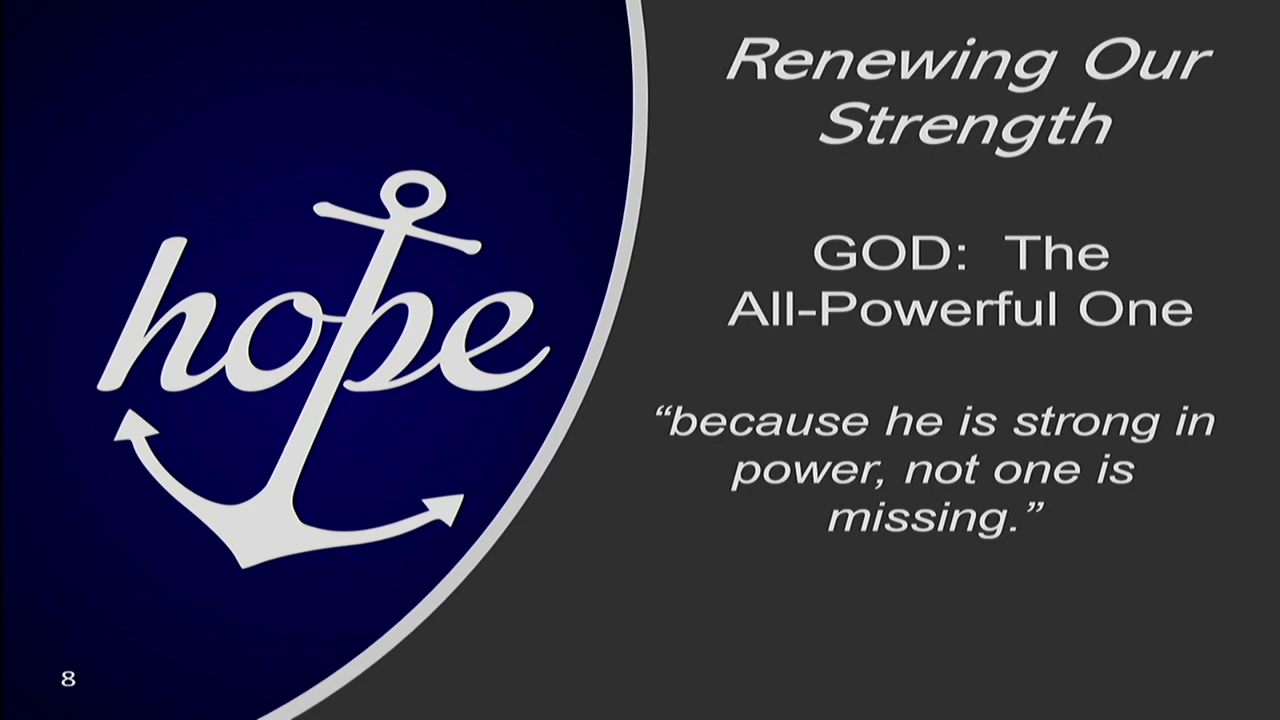 hope
8
Renewing Our
Strength
GOD:  The
All-Powerful One
“because he is strong in
power, not one is
missing.”